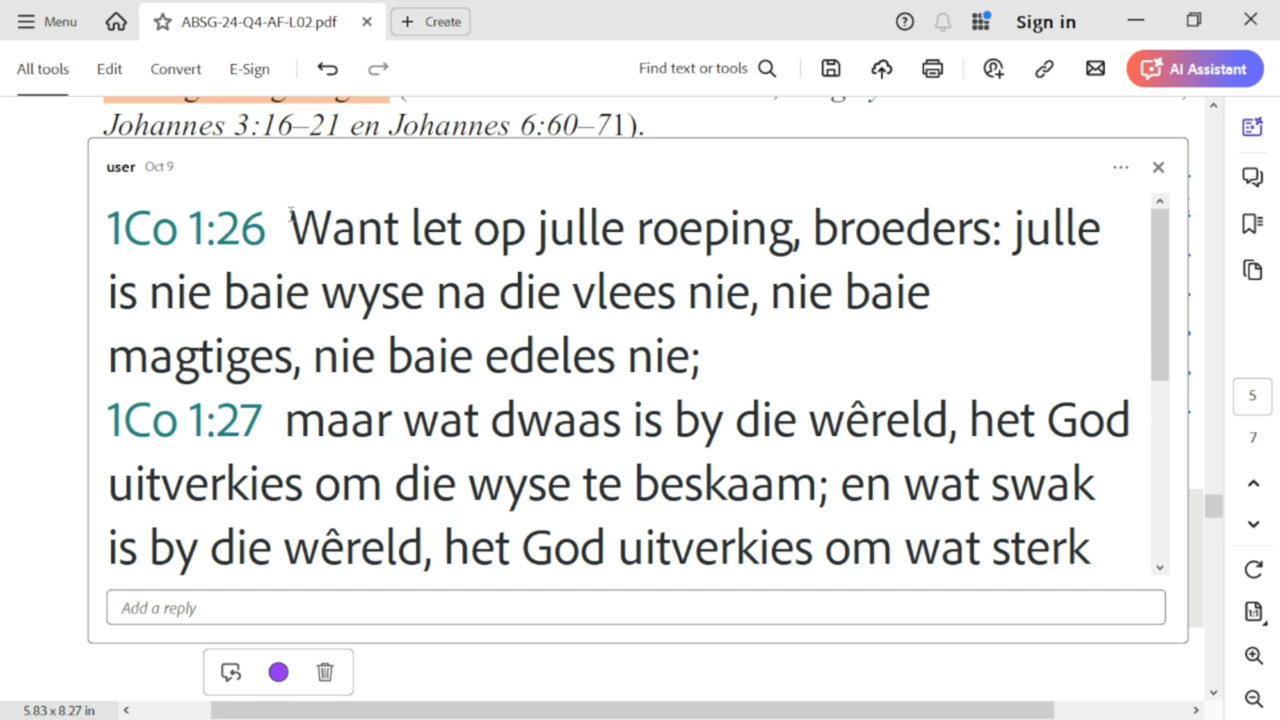 Menu
ABSG-24-Q4-AF-L02.pdf
Create
Sign in
All tools
Edit
Convert
E-Sign
Find text or tools
AI Assistant
Johannes 3:16–21 en Johannes 6:60–71).
user Oct 9
1Co 1:26 Want let op julle roeping, broeders: julle
is nie baie wyse na die vlees nie, nie baie
magtiges, nie baie edeles nie;
1Co 1:27 maar wat dwaas is by die wêreld, het God
uitverkies om die wyse te beskaam; en wat swak
is by die wêreld, het God uitverkies om wat sterk
Add a reply
5
7
5.83 x 8.27 in